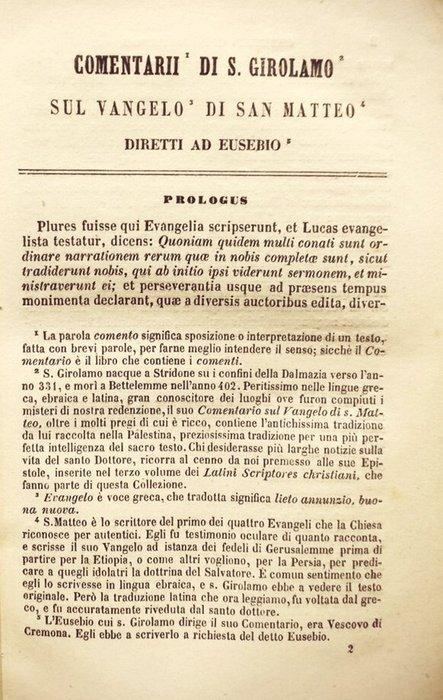 COMENTARII ¹ DI S. GIROLAMO ²
SUL VANGELO ³ DI SAN MATTEO ⁴
DIRETTI AD EUSEBIO ⁵
PROLOGUS
Plures fuisse qui Evangelia scripserunt, et Lucas evange-
lista testatur, dicens: Quoniam quidem multi conati sunt or-
dinare narrationem rerum quæ in nobis completæ sunt, sicut
tradiderunt nobis, qui ab initio ipsi viderunt sermonem, et mi-
nistraverunt ei; et perseverantia usque ad præsens tempus
monimenta declarant, quæ a diversis auctoribus edita, diver-
¹ La parola comento significa sposizione o interpretazione di un testo,
fatta con brevi parole, per farne meglio intendere il senso; sicchè il Co-
mentario è il libro che contiene i comenti.
² S. Girolamo nacque a Stridone su i confini della Dalmazia verso l'an-
no 331, e morì a Bettelemme nell'anno 402. Peritissimo nelle lingue gre-
ca, ebraica e latina, gran conoscitore dei luoghi ove furon compiuti i
misteri di nostra redenzione, il suo Comentario sul Vangelo di s. Mat-
teo, oltre i molti pregi di cui è ricco, contiene l'antichissima tradizione
da lui raccolta nella Palestina, preziosissima tradizione per una più per-
fetta intelligenza del sacro testo. Chi desiderasse più larghe notizie sulla
vita del santo Dottore, ricorra al cenno da noi premesso alle sue Epi-
stole, inserite nel terzo volume dei Latini Scriptores christiani, che
fanno parte di questa Collezione.
³ Evangelo è voce greca, che tradotta significa lieto annunzio, buo-
na nuova.
⁴ S. Matteo è lo scrittore del primo dei quattro Evangeli che la Chiesa
riconosce per autentici. Egli fu testimonio oculare di quanto racconta,
e scrisse il suo Vangelo ad istanza dei fedeli di Gerusalemme prima di
partire per la Etiopia, o come altri vogliono, per la Persia, per predi-
care a quegli idolatri la dottrina del Salvatore. È comun sentimento che
egli lo scrivesse in lingua ebraica, e s. Girolamo ebbe a vedere il testo
originale. Però la traduzione latina che ora leggiamo, fu voltata dal gre-
co, e fu accuratamente riveduta dal santo dottore.
⁵ L'Eusebio cui s. Girolamo dirige il suo Comentario, era Vescovo di
Cremona. Egli ebbe a scriverlo a richiesta del detto Eusebio.
2